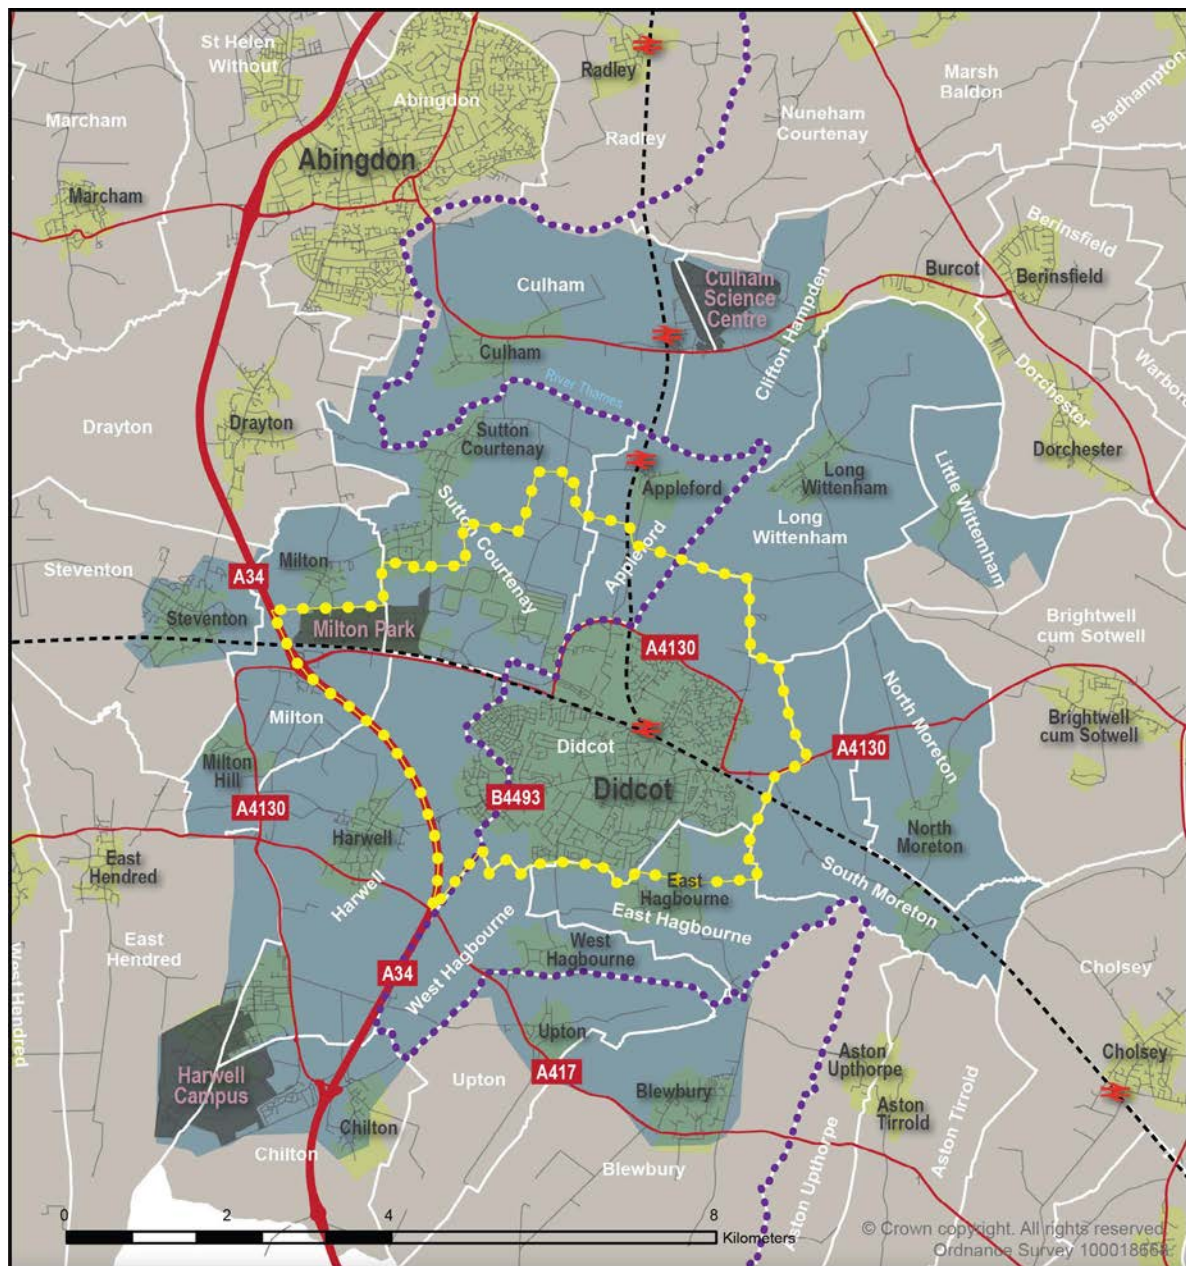 St Helen
Without
Radley
Marsh
Baldon
Stadhampton
Abingdon
Marcham
Nuneham
Courtenay
Radley
Abingdon
Marcham
Berinsfield
Burcot
Berinsfield
Culham
Culham
Science
Centre
Clifton Hampden
Culham
River Thames
Dorchester
Warboro
Drayton
Drayton
Sutton
Courtenay
Dorchester
Long
Wittenham
Appleford
Little Wittenham
Sutton Courtenay
Long
Wittenham
Appleford
Steveton
A34
Milton
Steventon
Milton Park
Brightwell
cum Sotwell
A4130
North Moreton
Milton
Didcot
A4130
Brightwell
cum Sotwell
Milton
Hill
Didcot
B4493
A4130
Harwell
North
Moreton
East
Hendred
Harwell
East
Hagbourne
South Moreton
East Hagbourne
East
Hendred
West
Hagbourne
West Hagbourne
A34
Cholsey
West Hendred
Upton
Harwell
Campus
Upton
A417
Blewbury
Aston
Upthorpe
Cholsey
Aston
Tirrold
Chilton
Chilton
Blewbury
Aston Upthorpe
Aston Tirrold
0 2 4 8
Kilometers
© Crown copyright. All rights reserved.
Ordnance Survey 100018668.